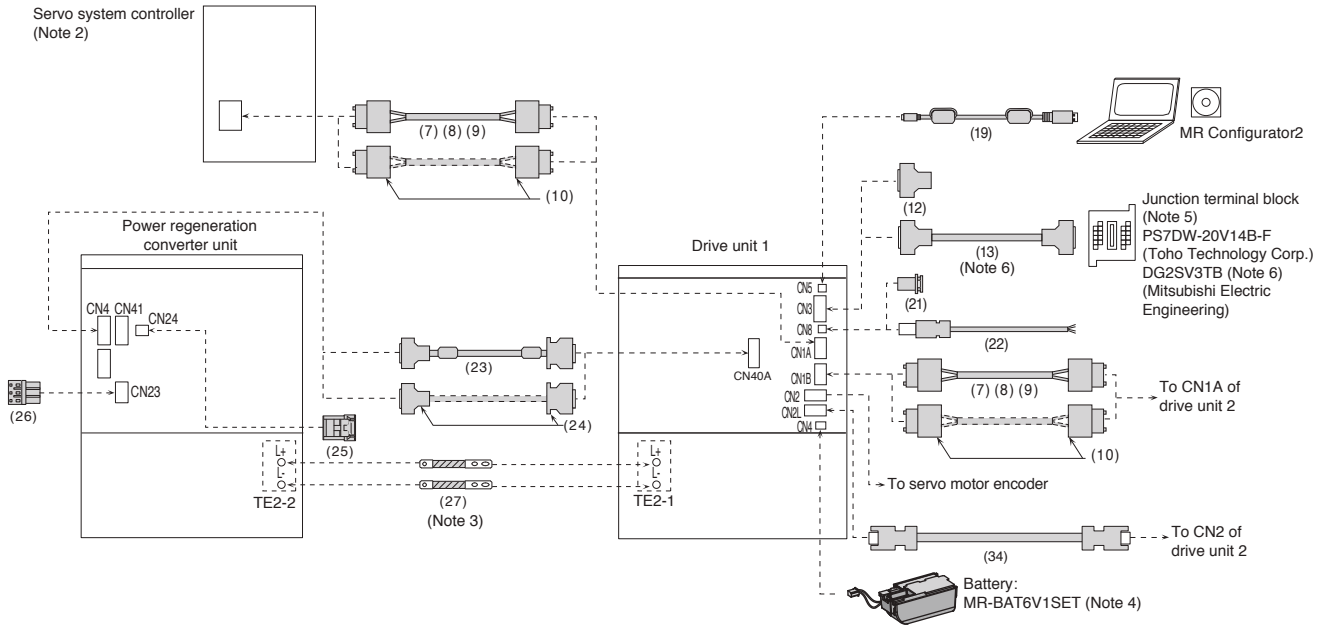 Servo system controller
(Note 2)
(7) (8) (9)
(10)
(19)
MR Configurator2
(12)
(13)
(Note 6)
Junction terminal block
(Note 5)
PS7DW-20V14B-F
(Toho Technology Corp.)
DG2SV3TB (Note 6)
(Mitsubishi Electric
Engineering)
(21)
(22)
Power regeneration
converter unit
CN4 CN41
CN24
CN23
(26)
(25)
L+
L-
TE2-2
(23)
(24)
(27)
(Note 3)
Drive unit 1
CN5
CN3
CN8
CN1A
CN40A
CN1B
CN2
CN2L
CN4
L+
L-
TE2-1
(7) (8) (9)
(10)
To CN1A of
drive unit 2
To servo motor encoder
(34)
To CN2 of
drive unit 2
Battery:
MR-BAT6V1SET (Note 4)